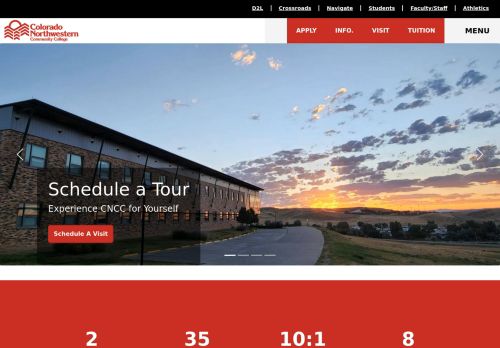 D2L | Crossroads | Navigate | Students | Faculty/Staff | Athletics
Colorado
Northwestern
Community College
APPLY INFO. VISIT TUITION MENU
Schedule a Tour
Experience CNCC for Yourself
Schedule A Visit
2 35 10:1 8